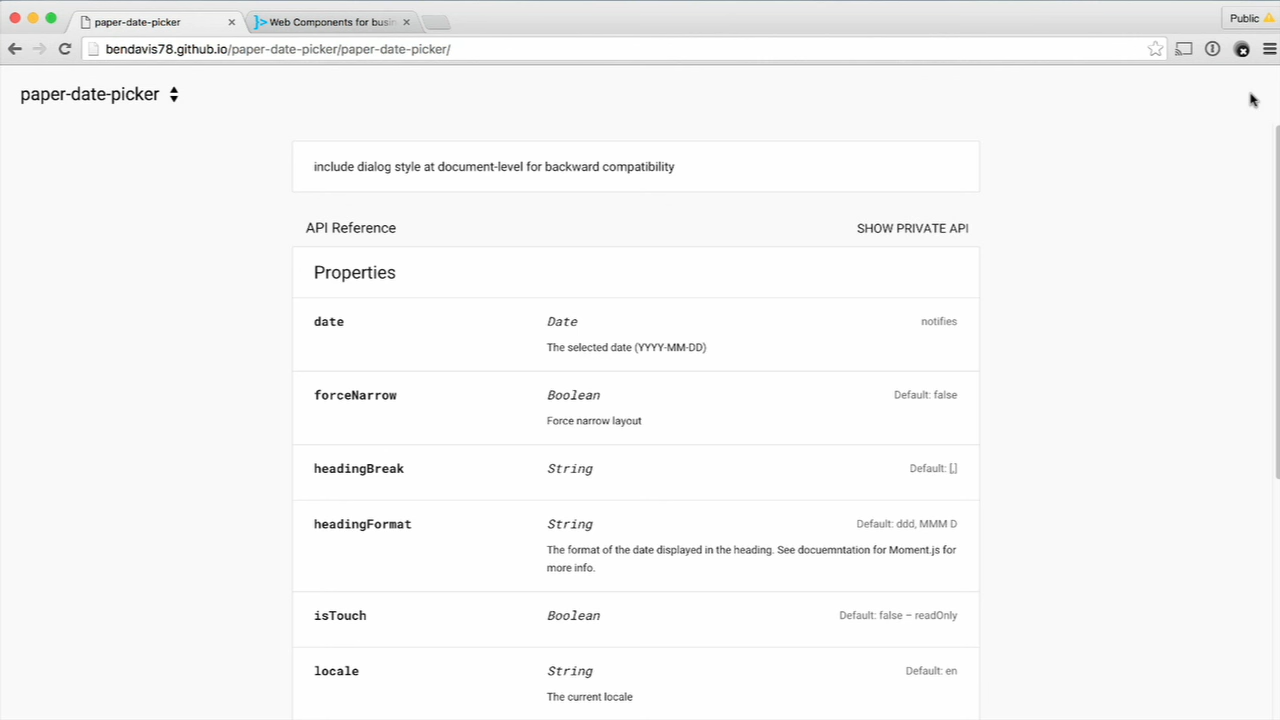 paper-date-picker
Web Components for busin
Public
bendavis78.github.io/paper-date-picker/paper-date-picker/
paper-date-picker
include dialog style at document-level for backward compatibility
API Reference
SHOW PRIVATE API
Properties
date
Date
notifies
The selected date (YYYY-MM-DD)
forceNarrow
Boolean
Default: false
Force narrow layout
headingBreak
String
Default: [,]
headingFormat
String
Default: ddd, MMM D
The format of the date displayed in the heading. See docuemntation for Moment.js for
more info.
isTouch
Boolean
Default: false – readOnly
locale
String
Default: en
The current locale